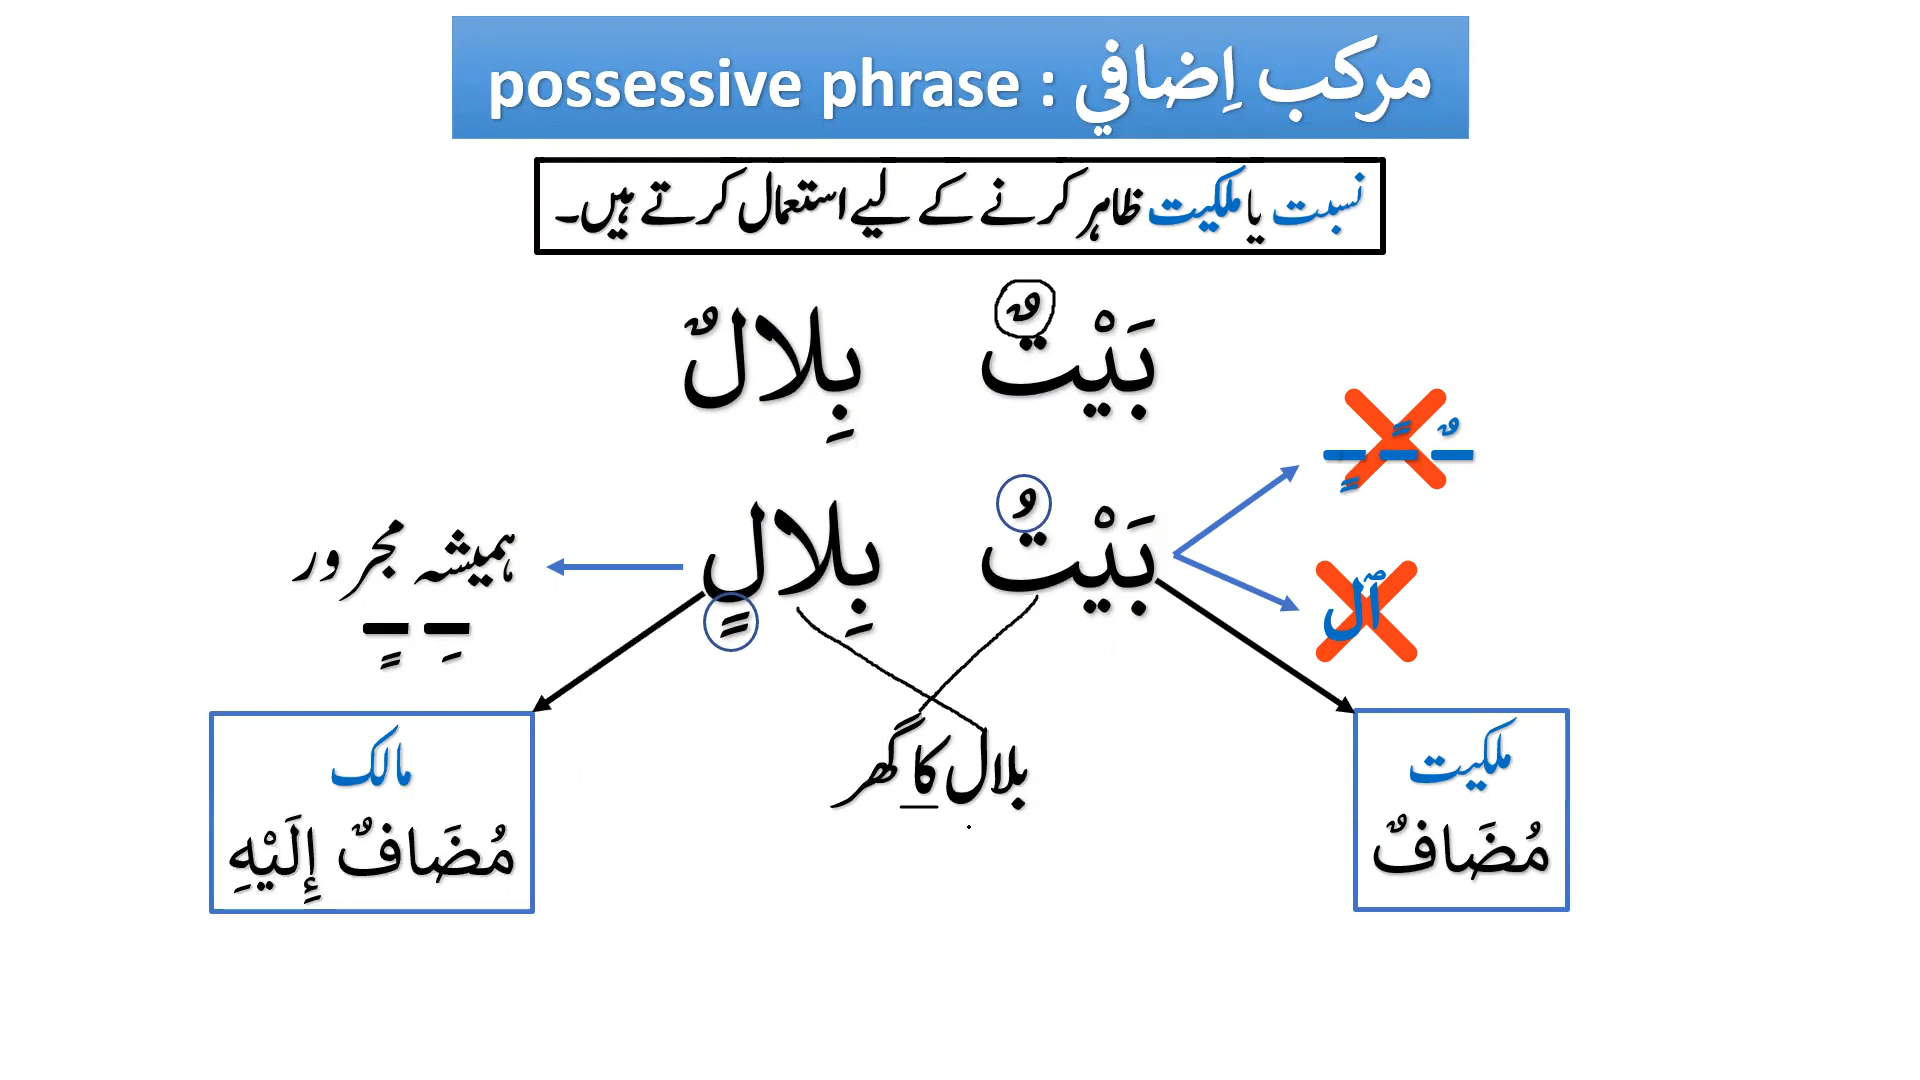 مركب اِضافي : possessive phrase
نسبت یا ملکیت ظاہر کرنے کے لیے استعمال کرتے ہیں۔
بَيْتٌ بِلالٌ
ـٌ ـً ـٍ
بَيْتُ بِلالٍ
ہمیشہ مجرور
ـِ ـٍ
ٱل
بلال کا گھر
ملکیت
مُضَافٌ
مالک
مُضَافٌ إِلَيْهِ